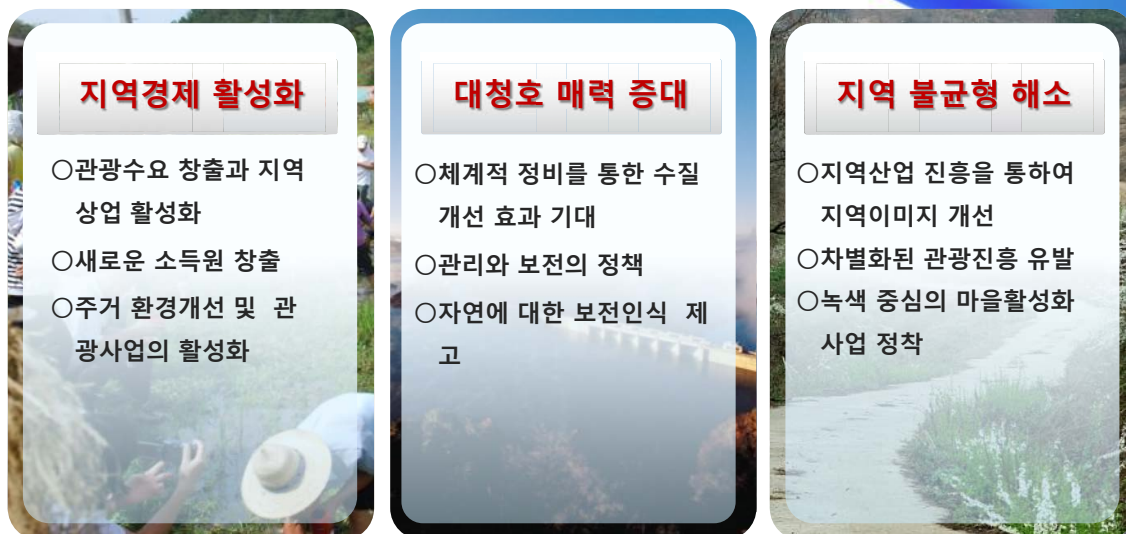 지역경제 활성화
○관광수요 창출과 지역
상업 활성화
○새로운 소득원 창출
○주거 환경개선 및 관
광사업의 활성화
대청호 매력 증대
○체계적 정비를 통한 수질
개선 효과 기대
○관리와 보전의 정책
○자연에 대한 보전인식 제
고
지역 불균형 해소
○지역산업 진흥을 통하여
지역이미지 개선
○차별화된 관광진흥 유발
○녹색 중심의 마을활성화
사업 정착